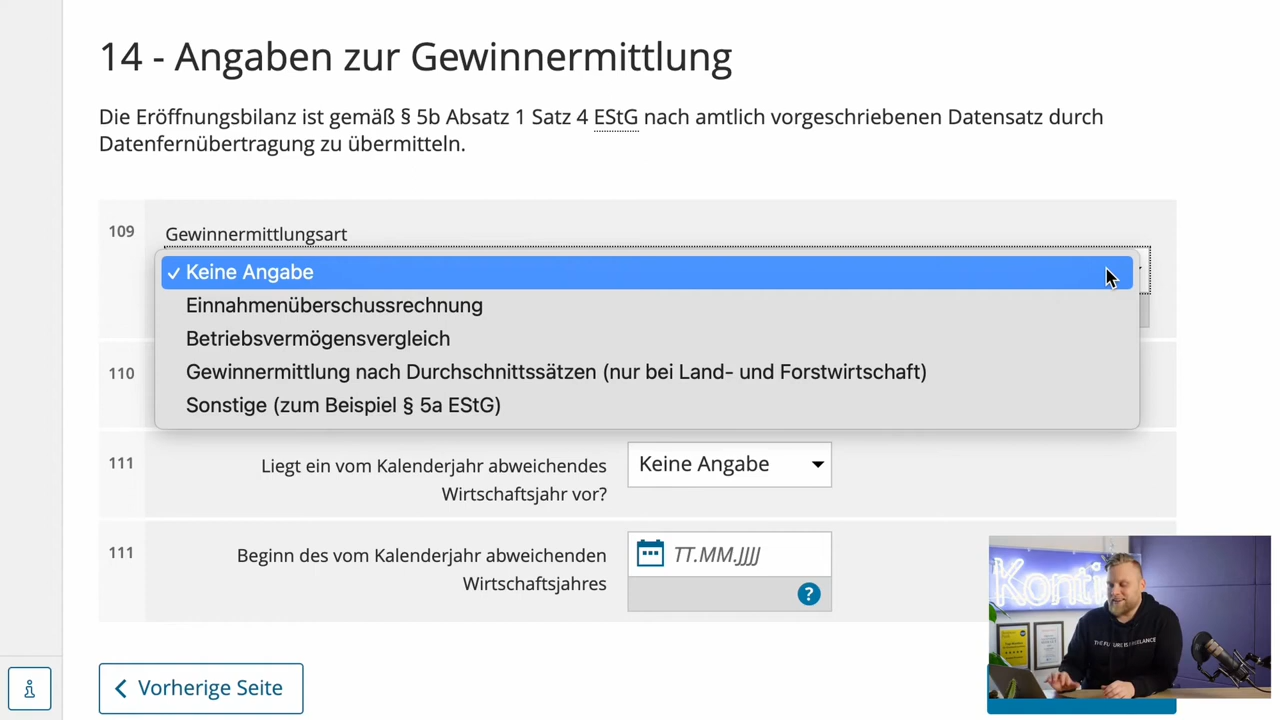 14 - Angaben zur Gewinnermittlung
Die Eröffnungsbilanz ist gemäß § 5b Absatz 1 Satz 4 EStG nach amtlich vorgeschriebenen Datensatz durch
Datenfernübertragung zu übermitteln.
109
Gewinnermittlungsart
✓ Keine Angabe
Einnahmenüberschussrechnung
Betriebsvermögensvergleich
110
Gewinnermittlung nach Durchschnittssätzen (nur bei Land- und Forstwirtschaft)
Sonstige (zum Beispiel § 5a EStG)
111
Liegt ein vom Kalenderjahr abweichendes
Wirtschaftsjahr vor?
Keine Angabe
111
Beginn des vom Kalenderjahr abweichenden
Wirtschaftsjahres
TT.MM.JJJJ
?
i
Vorherige Seite
Konti